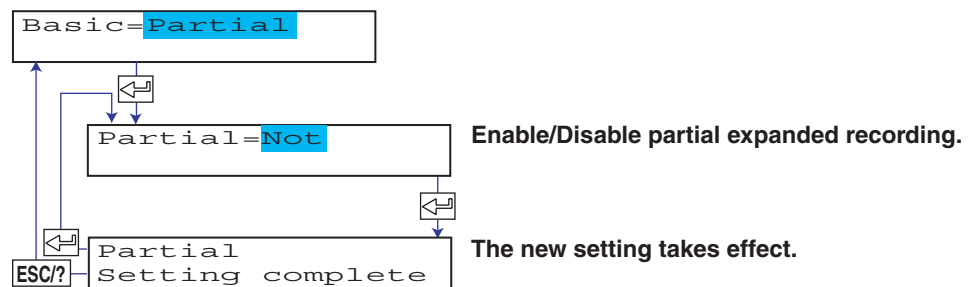 Basic=Partial
Partial=Not
Enable/Disable partial expanded recording.
Partial
Setting complete
The new setting takes effect.
ESC/?